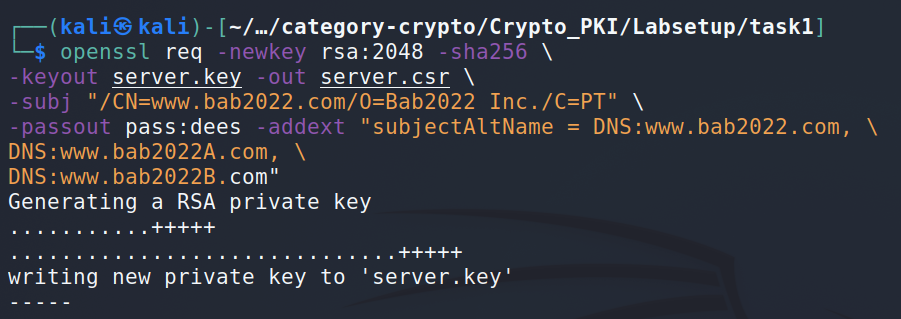 ┌──(kali㉿kali)-[~/…/category-crypto/Crypto_PKI/Labsetup/task1]
└─$ openssl req -newkey rsa:2048 -sha256 \
-keyout server.key -out server.csr \
-subj "/CN=www.bab2022.com/O=Bab2022 Inc./C=PT" \
-passout pass:dees -addext "subjectAltName = DNS:www.bab2022.com, \
DNS:www.bab2022A.com, \
DNS:www.bab2022B.com"
Generating a RSA private key
...........+++++
..............................+++++
writing new private key to 'server.key'
-----